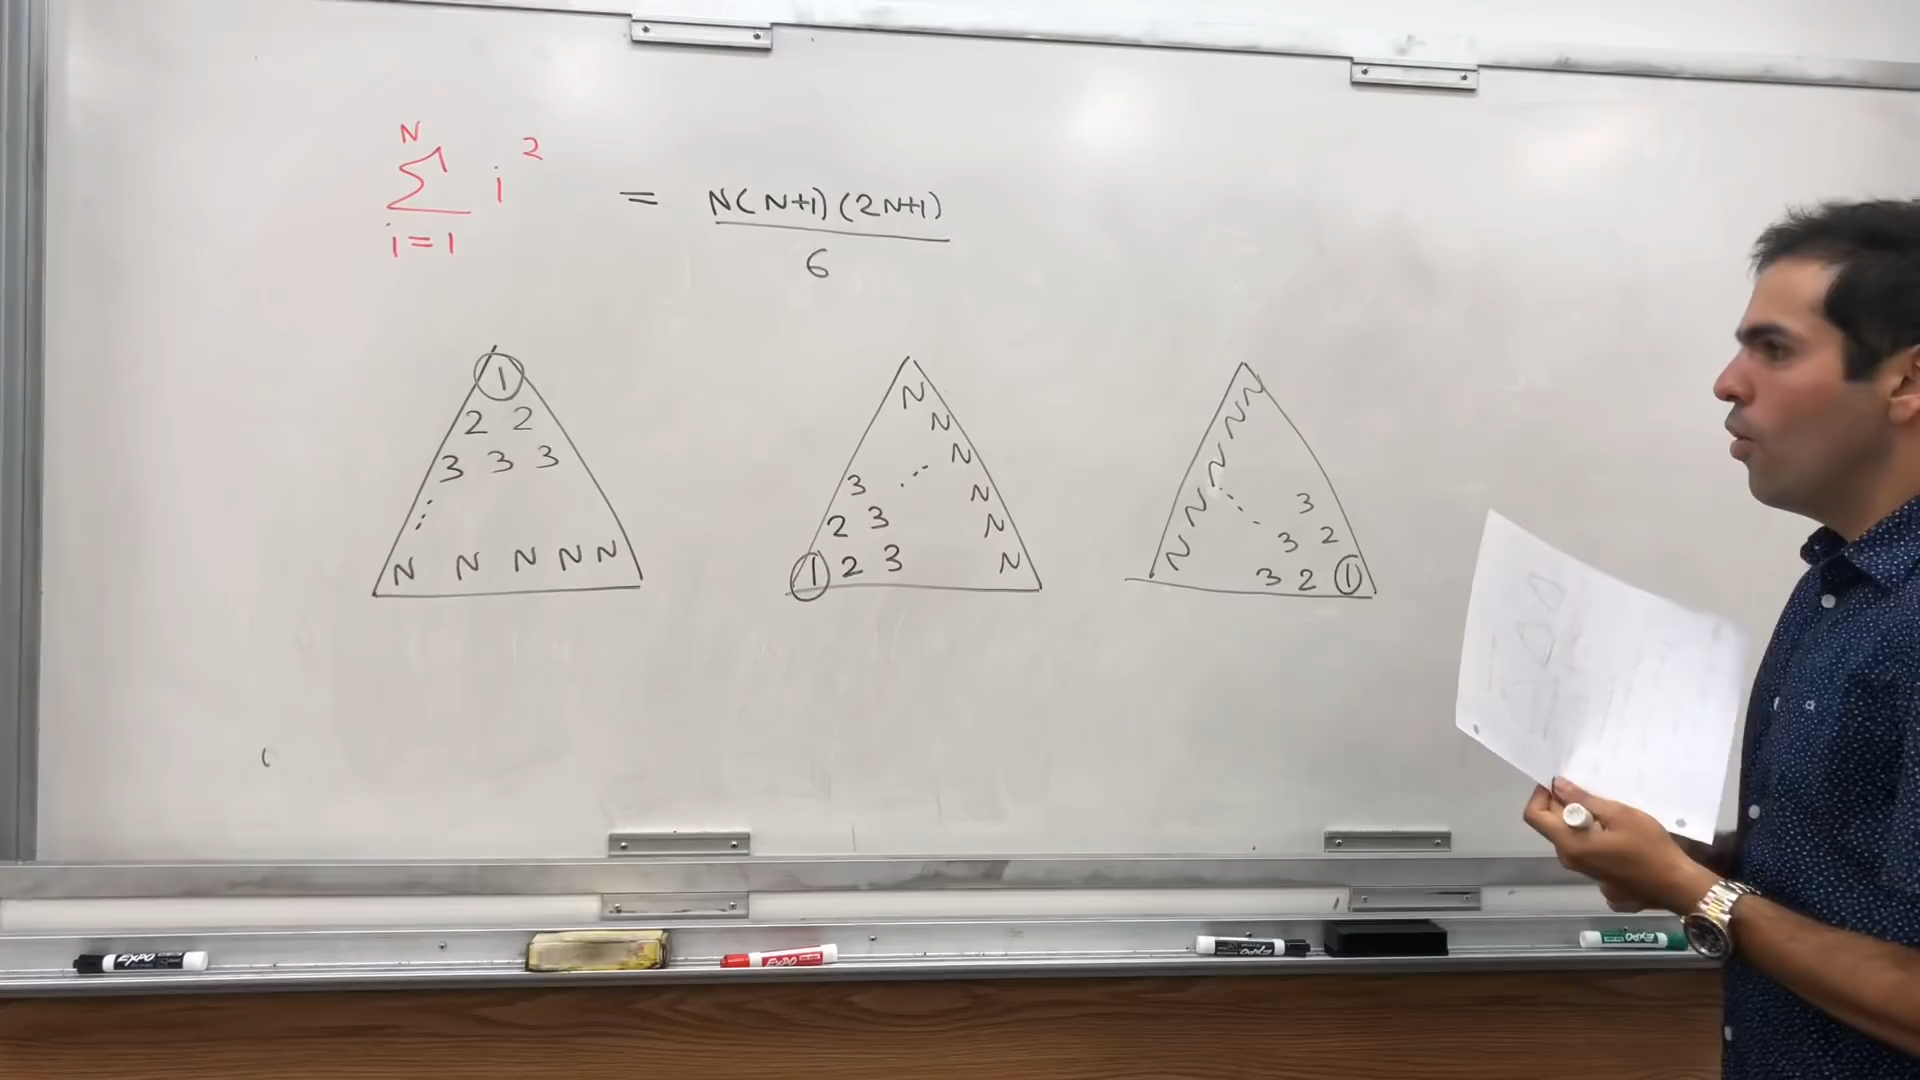 N
∑ i²
i=1
= N(N+1)(2N+1)
6
1
2 2
3 3 3
⋮
N N N N N
N
N
N
3 ⋰ N
2 3 N
1 2 3 N
N
N
N
N ⋱ 3
3 2
N 3 2 1
EXPO
EXPO
EXPO
EXPO